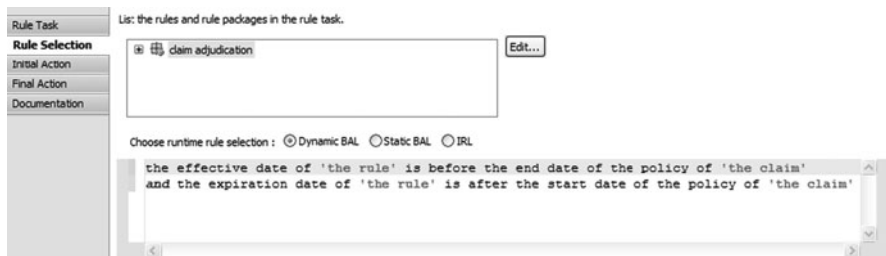 List the rules and rule packages in the rule task.
Rule Task
Rule Selection
Initial Action
Final Action
Documentation
claim adjudication
Edit...
Choose runtime rule selection : Dynamic BAL Static BAL IRL
the effective date of 'the rule' is before the end date of the policy of 'the claim'
and the expiration date of 'the rule' is after the start date of the policy of 'the claim'